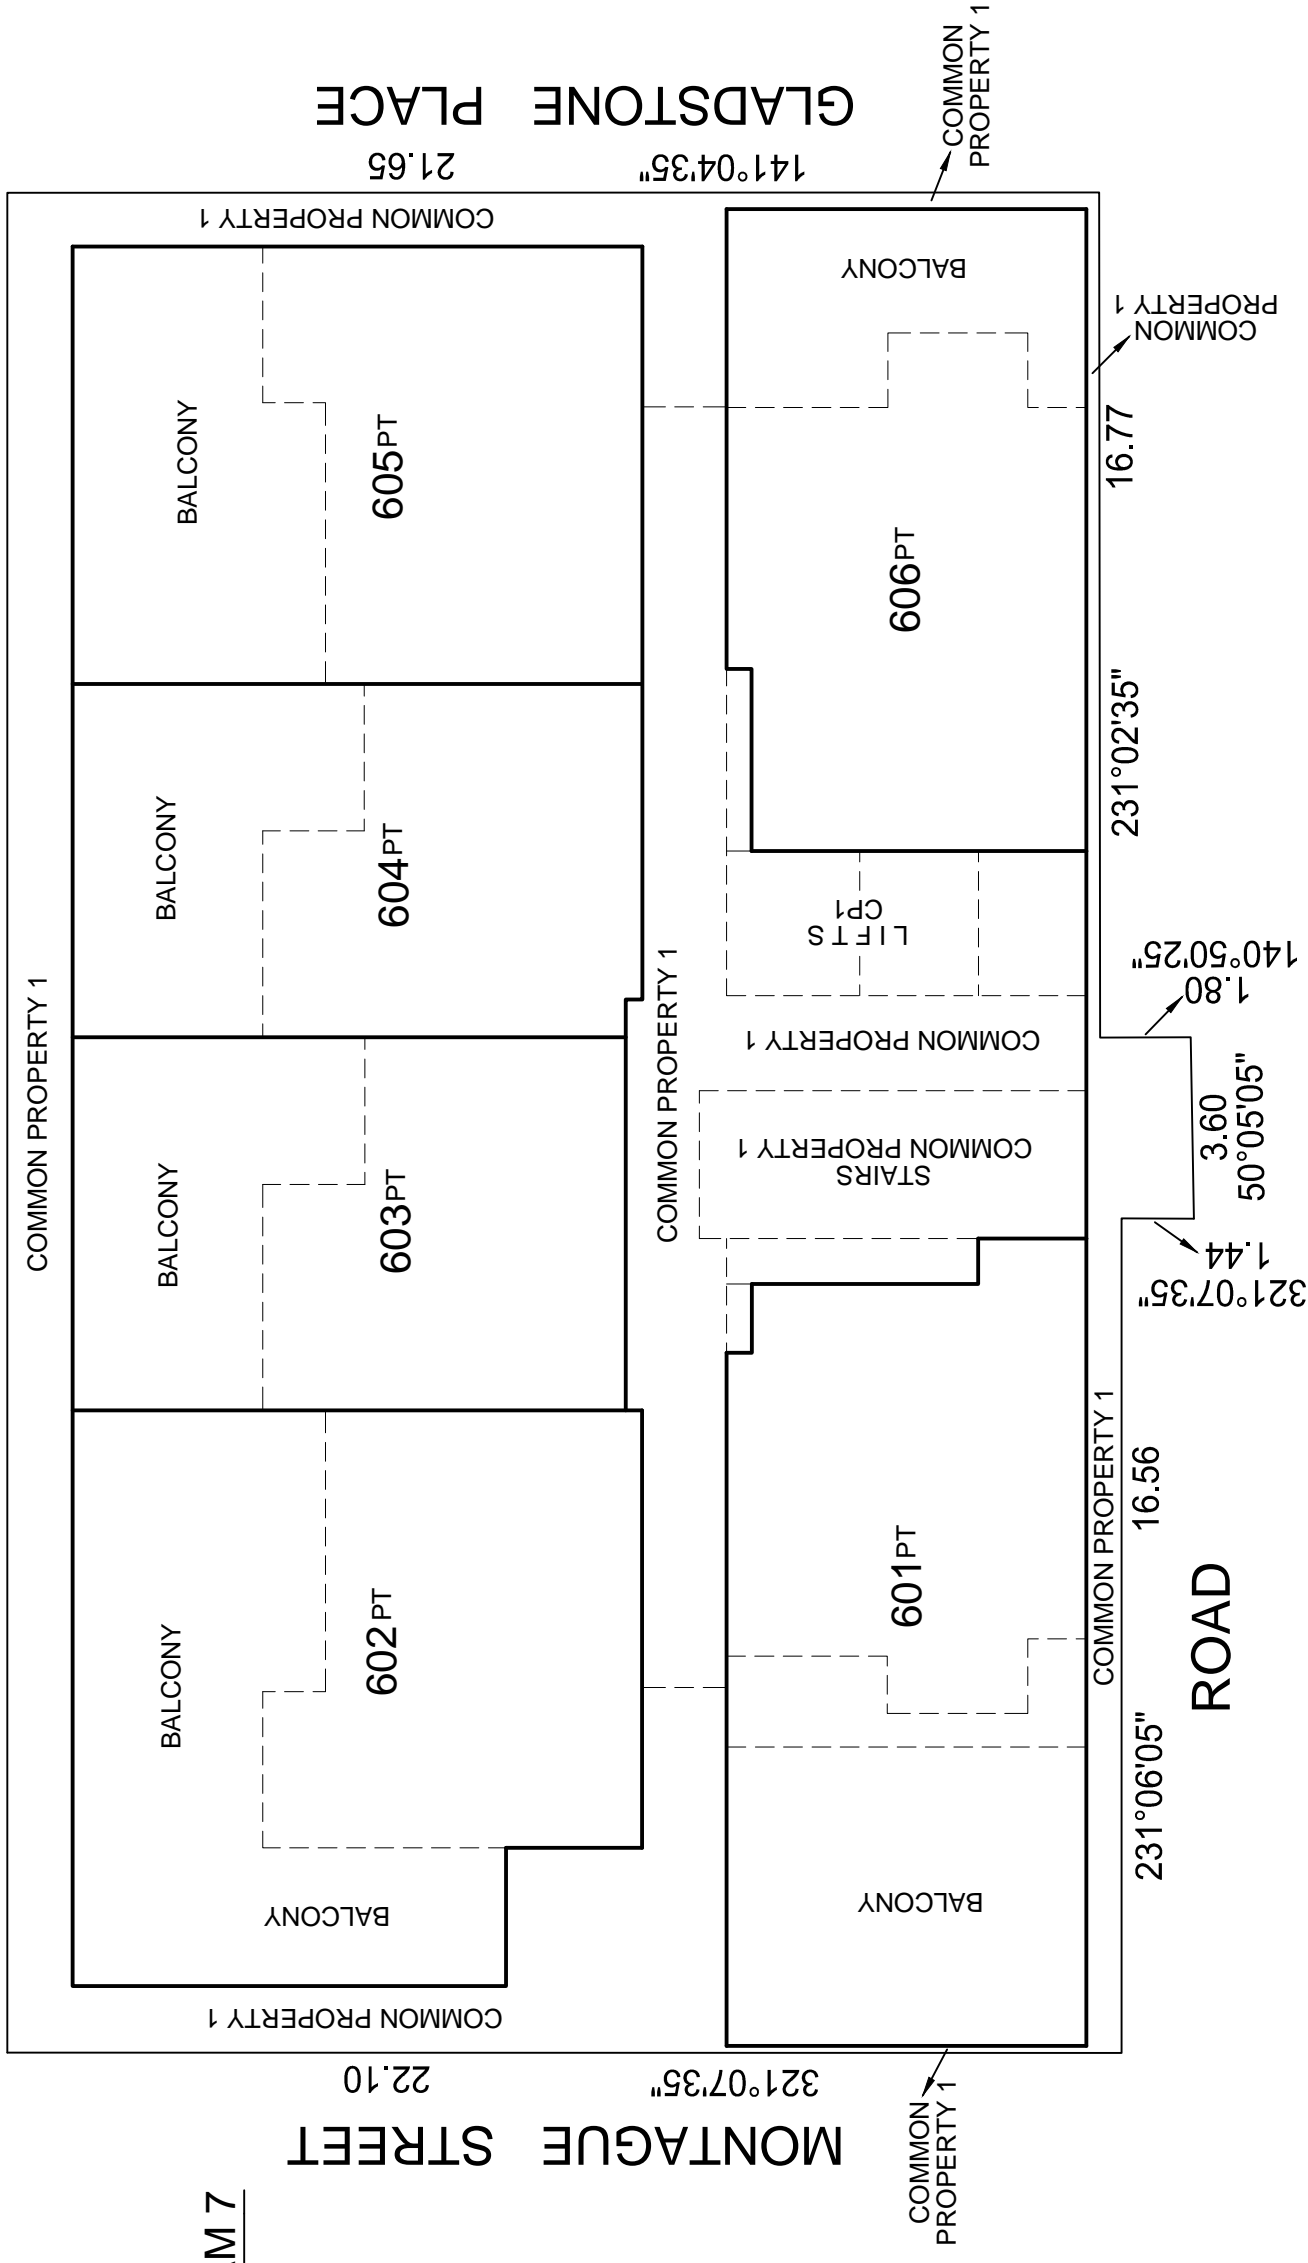 GLADSTONE PLACE
21.65
141°04'35"
COMMON PROPERTY 1
COMMON
PROPERTY 1
BALCONY
605PT
BALCONY
606PT
COMMON
PROPERTY 1
16.77
231°02'35"
BALCONY
604PT
LIFTS
CP1
COMMON PROPERTY 1
COMMON PROPERTY 1
COMMON PROPERTY 1
140°50'25"
1.80
BALCONY
603PT
STAIRS
COMMON PROPERTY 1
3.60
50°05'05"
1.44
321°07'35"
BALCONY
602PT
BALCONY
601PT
BALCONY
COMMON PROPERTY 1
16.56
231°06'05"
ROAD
COMMON PROPERTY 1
22.10
321°07'35"
COMMON
PROPERTY 1
MONTAGUE STREET
AM 7